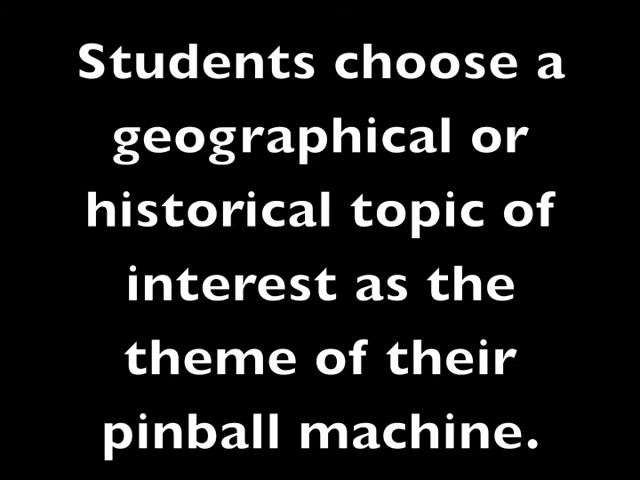 Students choose a
geographical or
historical topic of
interest as the
theme of their
pinball machine.